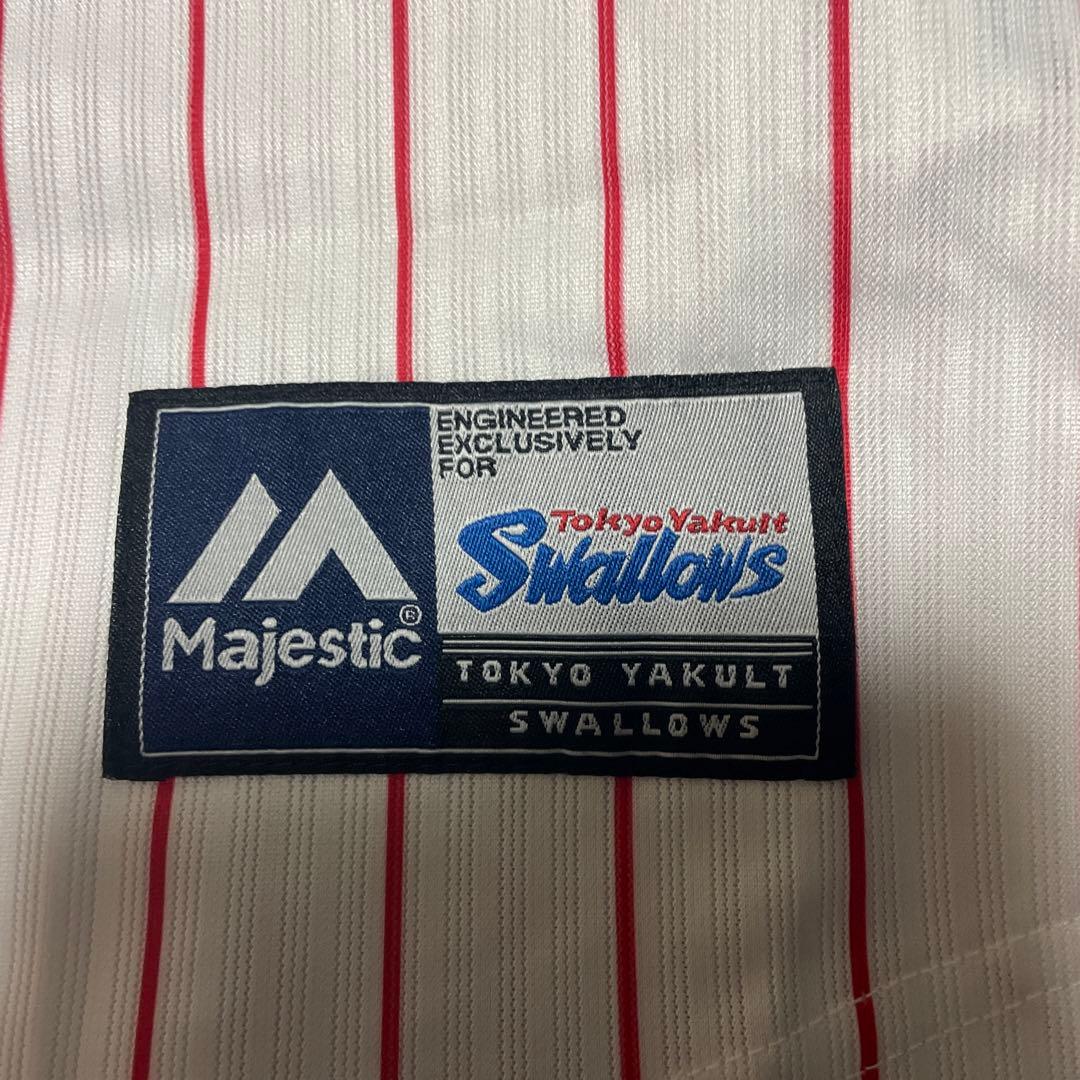 ENGINEERED
EXCLUSIVELY
FOR
Tokyo Yakult
Swallows
Majestic®
TOKYO YAKULT
SWALLOWS